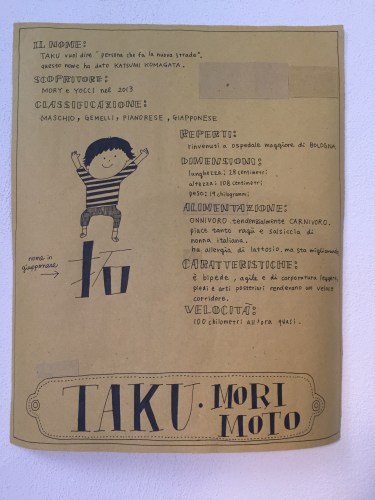 IL NOME:
TAKU vuol dire "persona che fa la nuova strada".
questo nome ha dato KATSUMI KOMAGATA.
SCOPRITORE:
MORY e YOCCI nel 2013
CLASSIFICAZIONE:
MASCHIO, GEMELLI, PIANORESE, GIAPPONESE
REPERTI:
rinvenuti a ospedale maggiore di BOLOGNA
DIMENSIONI:
lunghezza: 28 centimetri
altezza: 108 centimetri
peso: 19 chilogrammi
ALIMENTAZIONE:
ONNIVORO tendenzialmente CARNIVORO.
piace tanto ragù e salsiccia di
nonna italiana.
ha allergia di lattosio, ma sta migliorando
CARATTERISTICHE:
È bipede, agile e di corporatura leggera,
piedi e arti posteriori renderanno un veloce
corridore.
VELOCITÀ:
100 chilometri all'ora quasi.
nome in
giapponese
拓
TAKU・MORI
MOTO